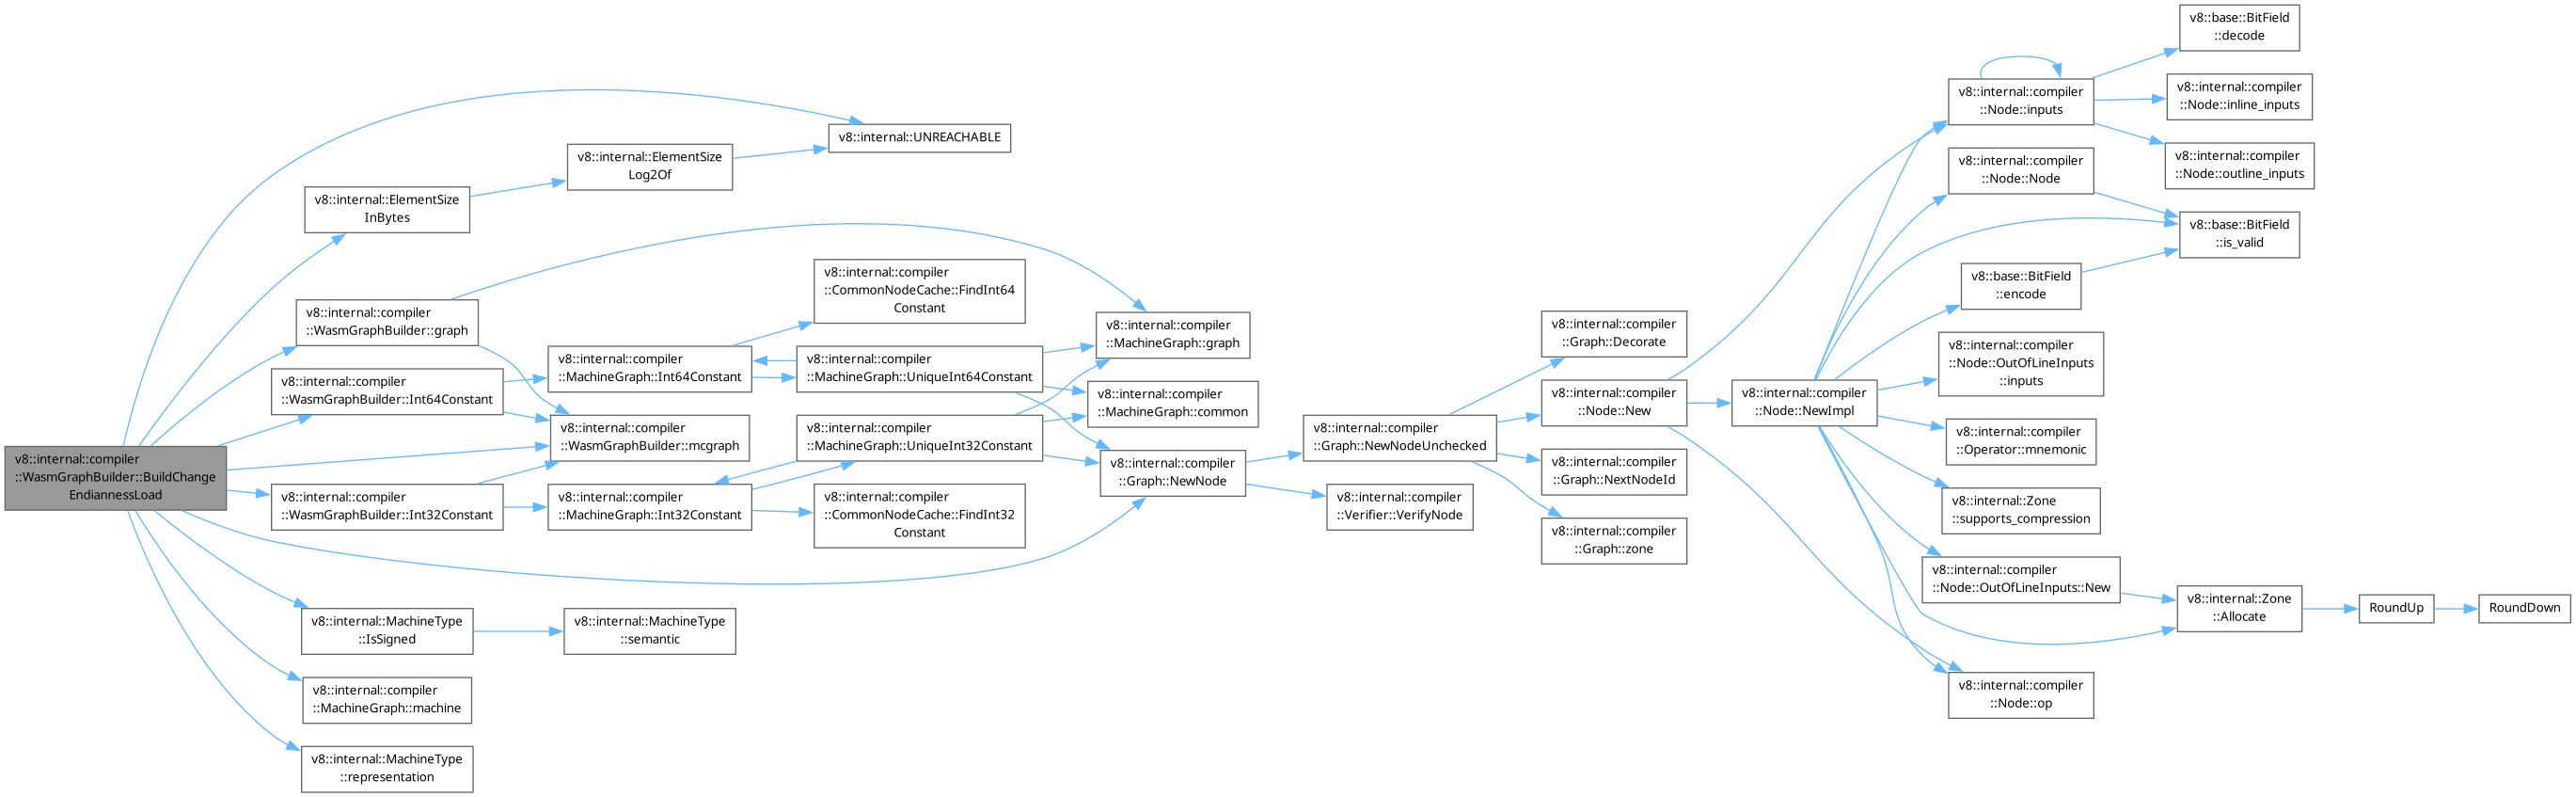 v8::internal::compiler
::WasmGraphBuilder::BuildChange
EndiannessLoad
v8::internal::ElementSize
InBytes
v8::internal::compiler
::WasmGraphBuilder::graph
v8::internal::compiler
::WasmGraphBuilder::Int64Constant
v8::internal::compiler
::WasmGraphBuilder::Int32Constant
v8::internal::MachineType
::IsSigned
v8::internal::compiler
::MachineGraph::machine
v8::internal::MachineType
::representation
v8::internal::ElementSize
Log2Of
v8::internal::compiler
::MachineGraph::Int64Constant
v8::internal::compiler
::WasmGraphBuilder::mcgraph
v8::internal::compiler
::MachineGraph::Int32Constant
v8::internal::MachineType
::semantic
v8::internal::UNREACHABLE
v8::internal::compiler
::CommonNodeCache::FindInt64
Constant
v8::internal::compiler
::MachineGraph::UniqueInt64Constant
v8::internal::compiler
::MachineGraph::UniqueInt32Constant
v8::internal::compiler
::CommonNodeCache::FindInt32
Constant
v8::internal::compiler
::MachineGraph::graph
v8::internal::compiler
::MachineGraph::common
v8::internal::compiler
::Graph::NewNode
v8::internal::compiler
::Graph::NewNodeUnchecked
v8::internal::compiler
::Verifier::VerifyNode
v8::internal::compiler
::Graph::Decorate
v8::internal::compiler
::Node::New
v8::internal::compiler
::Graph::NextNodeId
v8::internal::compiler
::Graph::zone
v8::internal::compiler
::Node::NewImpl
v8::internal::compiler
::Node::inputs
v8::internal::compiler
::Node::Node
v8::base::BitField
::encode
v8::internal::compiler
::Node::OutOfLineInputs
::inputs
v8::internal::compiler
::Operator::mnemonic
v8::internal::Zone
::supports_compression
v8::internal::compiler
::Node::OutOfLineInputs::New
v8::internal::compiler
::Node::op
v8::base::BitField
::decode
v8::internal::compiler
::Node::inline_inputs
v8::internal::compiler
::Node::outline_inputs
v8::base::BitField
::is_valid
v8::internal::Zone
::Allocate
RoundUp
RoundDown